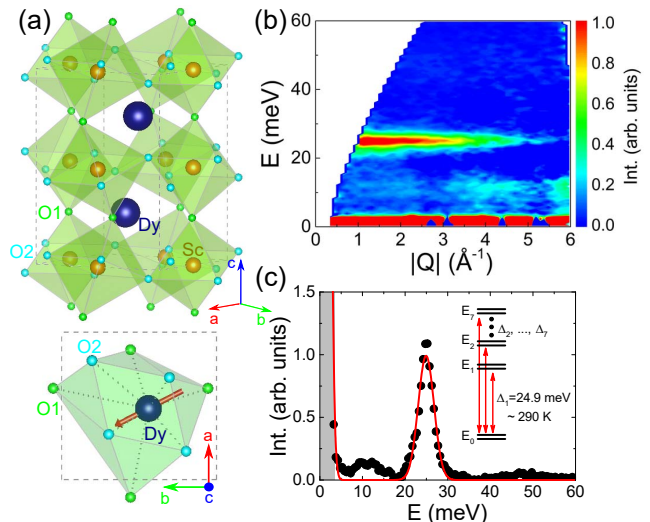 (a)
O1
O2
Dy
Sc
c
a
b
O2
O1
Dy
a
b
c
(b)
E (meV)
60
40
20
0
0 1 2 3 4 5 6
|Q| (Å⁻¹)
1.0
0.8
0.6
0.4
0.2
0.0
Int. (arb. units)
(c)
Int. (arb. units)
1.5
1.0
0.5
0.0
0 10 20 30 40 50 60
E (meV)
E₇
Δ₂, ..., Δ₇
E₂
E₁
Δ₁=24.9 meV
~ 290 K
E₀